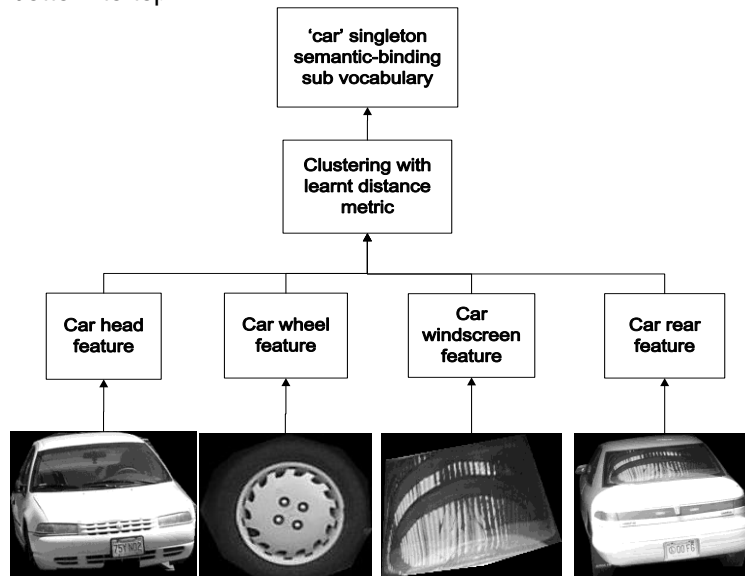 'car' singleton
semantic-binding
sub vocabulary
Clustering with
learnt distance
metric
Car head
feature
Car wheel
feature
Car
windscreen
feature
Car rear
feature